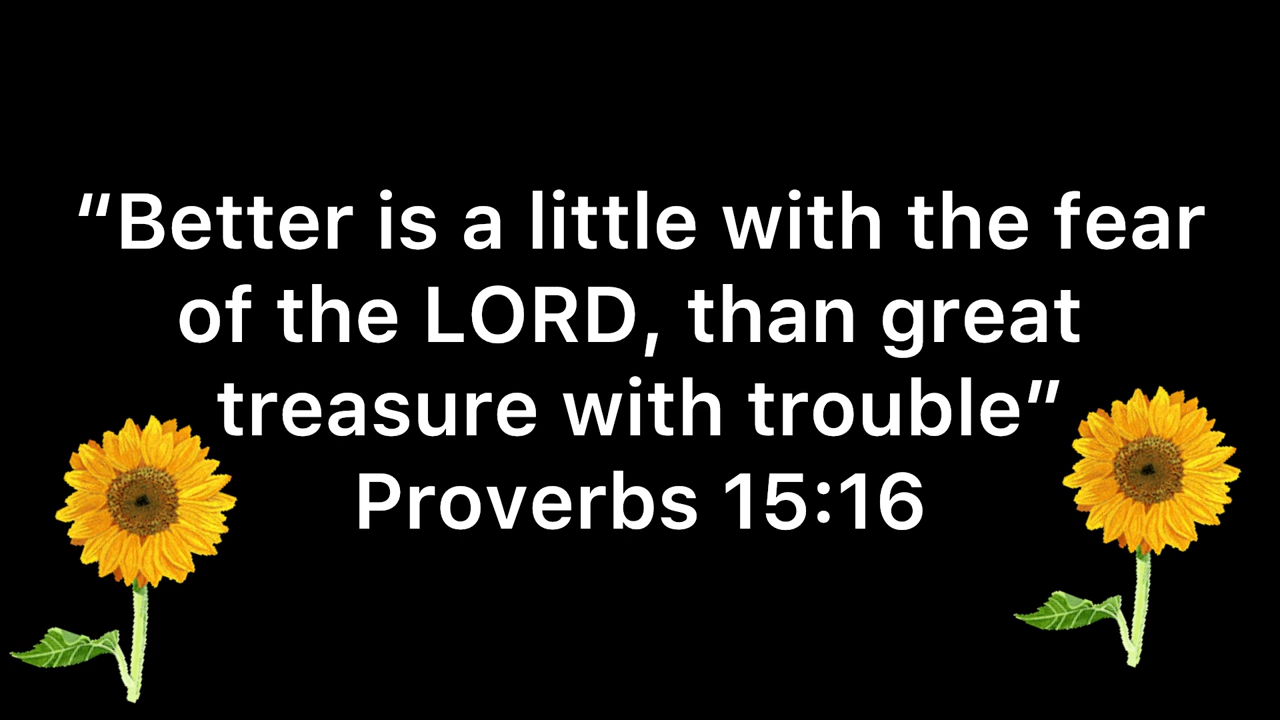 “Better is a little with the fear
of the LORD, than great
treasure with trouble”
Proverbs 15:16